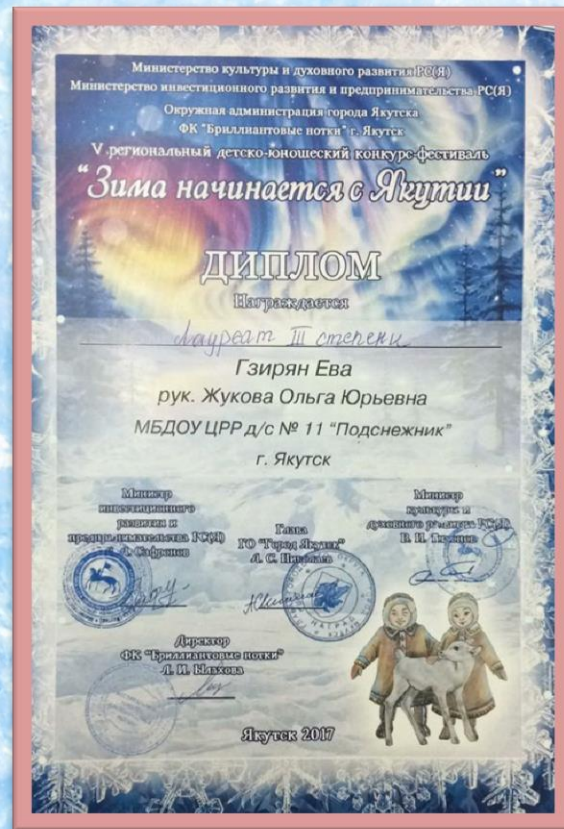 Министерство культуры и духовного развития РС(Я)
Министерство инвестиционного развития и предпринимательства РС(Я)
Окружная администрация города Якутска
ФК "Бриллиантовые нотки" г. Якутск
V региональный детско-юношеский конкурс-фестиваль
"Зима начинается с Якутии"
ДИПЛОМ
Награждается
Лауреат III степени
Гзирян Ева
рук. Жукова Ольга Юрьевна
МБДОУ ЦРР д/с № 11 "Подснежник"
г. Якутск
Министр
инвестиционного
развития и
предпринимательства РС(Я)
Сафронов
Глава
ГО "Город Якутск"
А. С. Николаев
Министр
культуры и
духовного развития РС(Я)
В. И. Тихонов
Директор
ФК "Бриллиантовые нотки"
Л. И.
Якутск 2017